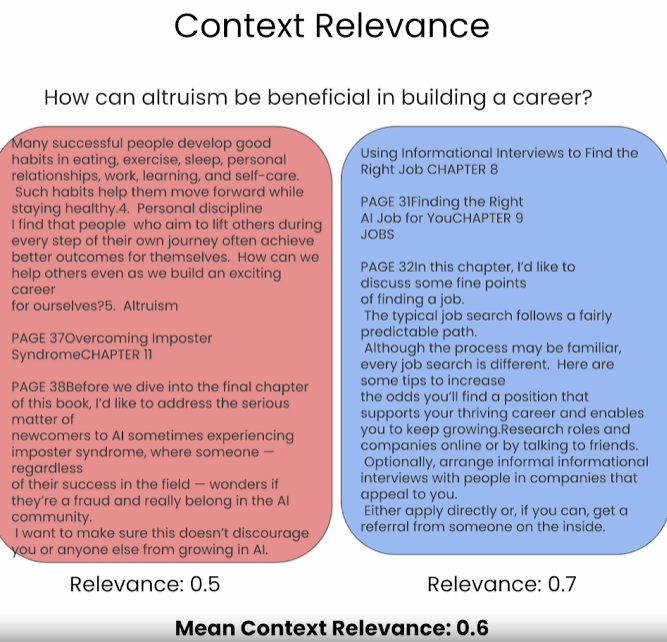 Context Relevance
How can altruism be beneficial in building a career?
Many successful people develop good
habits in eating, exercise, sleep, personal
relationships, work, learning, and self-care.
Such habits help them move forward while
staying healthy.4.  Personal discipline
I find that people  who aim to lift others during
every step of their own journey often achieve
better outcomes for themselves.  How can we
help others even as we build an exciting
career
for ourselves?5.  Altruism
PAGE 37Overcoming Imposter
SyndromeCHAPTER 11
PAGE 38Before we dive into the final chapter
of this book, I’d like to address the serious
matter of
newcomers to AI sometimes experiencing
imposter syndrome, where someone —
regardless
of their success in the field — wonders if
they’re a fraud and really belong in the AI
community.
I want to make sure this doesn’t discourage
you or anyone else from growing in AI.
Relevance: 0.5
Using Informational Interviews to Find the
Right Job CHAPTER 8
PAGE 31Finding the Right
AI Job for YouCHAPTER 9
JOBS
PAGE 32In this chapter, I’d like to
discuss some fine points
of finding a job.
The typical job search follows a fairly
predictable path.
Although the process may be familiar,
every job search is different.  Here are
some tips to increase
the odds you’ll find a position that
supports your thriving career and enables
you to keep growing.Research roles and
companies online or by talking to friends.
Optionally, arrange informal informational
interviews with people in companies that
appeal to you.
Either apply directly or, if you can, get a
referral from someone on the inside.
Relevance: 0.7
Mean Context Relevance: 0.6